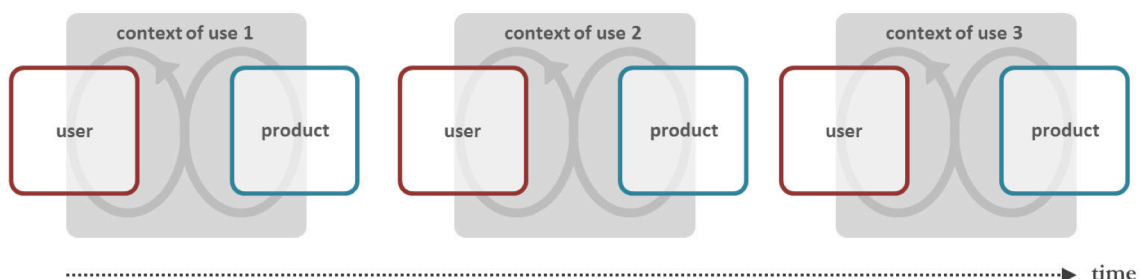 context of use 1
user
product
context of use 2
user
product
context of use 3
user
product
time